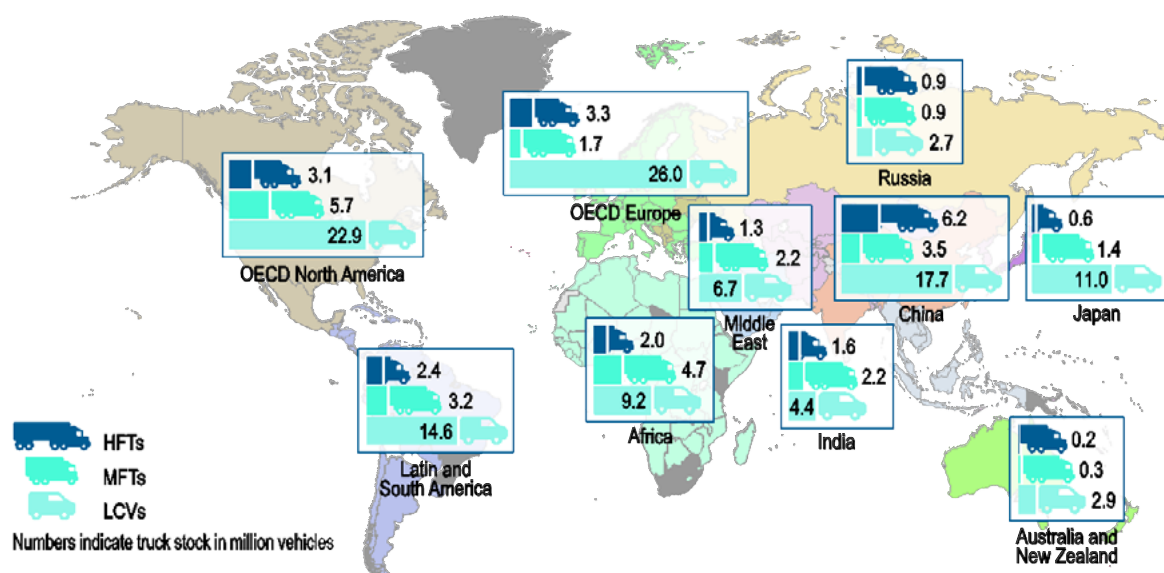 3.1
5.7
22.9
OECD North America
3.3
1.7
26.0
OECD Europe
0.9
0.9
2.7
Russia
1.3
2.2
6.7
Middle
East
6.2
3.5
17.7
China
0.6
1.4
11.0
Japan
2.4
3.2
14.6
Latin and
South America
2.0
4.7
9.2
Africa
1.6
2.2
4.4
India
0.2
0.3
2.9
Australia and
New Zealand
HFTs
MFTs
LCVs
Numbers indicate truck stock in million vehicles